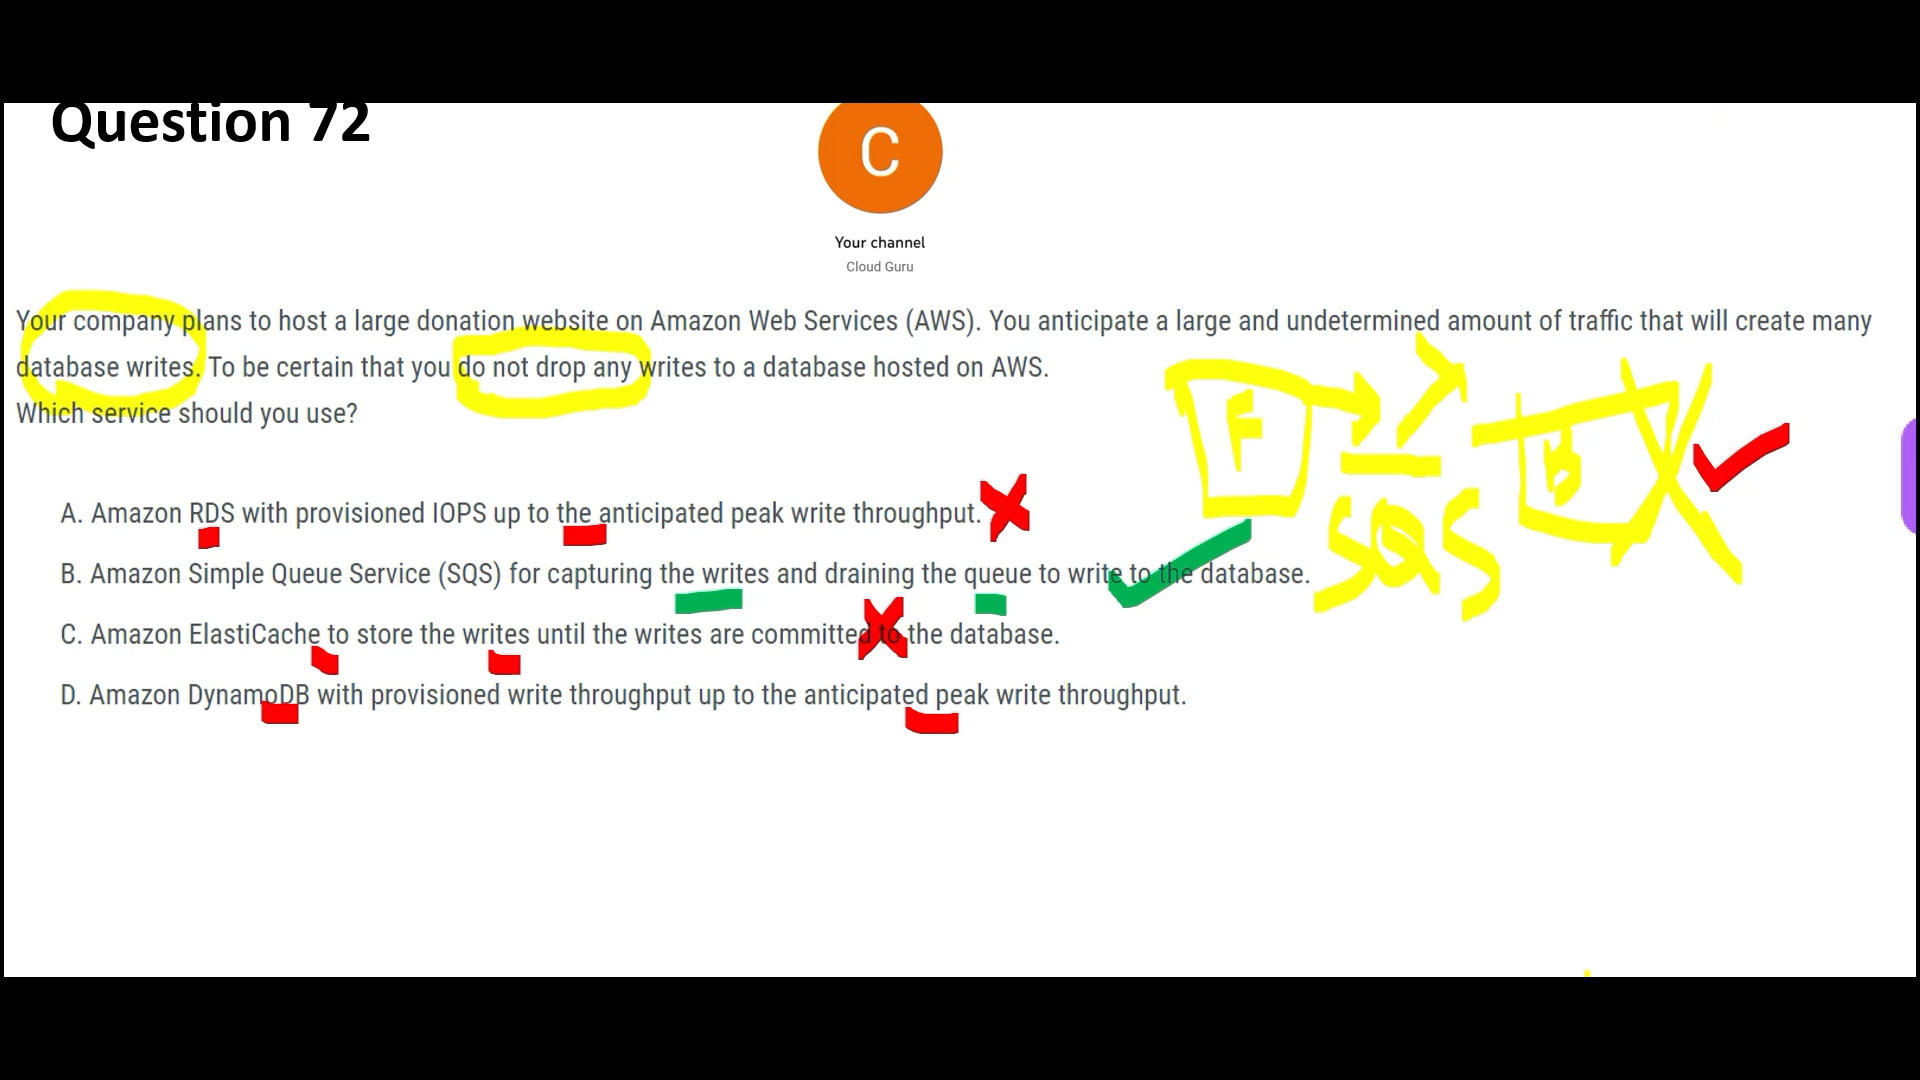 Question 72
C
Your channel
Cloud Guru
Your company plans to host a large donation website on Amazon Web Services (AWS). You anticipate a large and undetermined amount of traffic that will create many
database writes. To be certain that you do not drop any writes to a database hosted on AWS.
Which service should you use?
F
B
SQS
A. Amazon RDS with provisioned IOPS up to the anticipated peak write throughput.
B. Amazon Simple Queue Service (SQS) for capturing the writes and draining the queue to write to the database.
C. Amazon ElastiCache to store the writes until the writes are committed to the database.
D. Amazon DynamoDB with provisioned write throughput up to the anticipated peak write throughput.